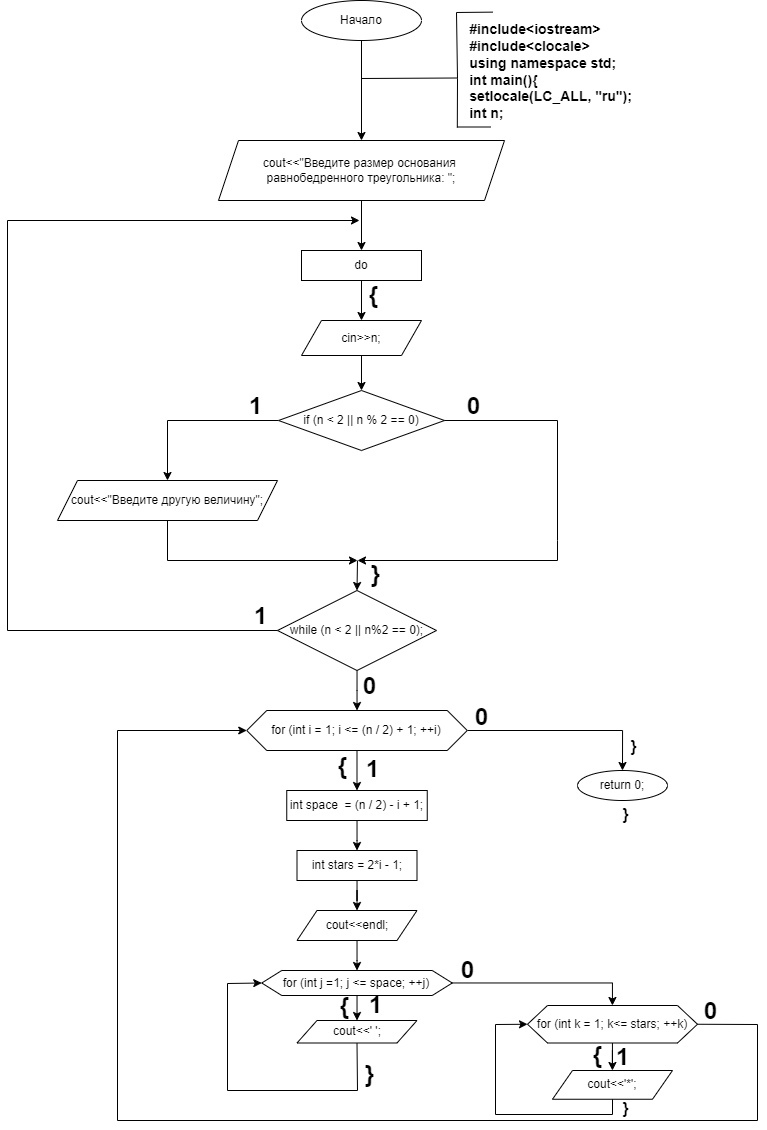 Начало
#include<iostream>
#include<clocale>
using namespace std;
int main(){
setlocale(LC_ALL, "ru");
int n;
cout<<"Введите размер основания
равнобедренного треугольника: ";
do
{
cin>>n;
if (n < 2 || n % 2 == 0)
1
0
cout<<"Введите другую величину";
}
while (n < 2 || n%2 == 0);
1
0
for (int i = 1; i <= (n / 2) + 1; ++i)
0
}
{ 1
return 0;
}
int space = (n / 2) - i + 1;
int stars = 2*i - 1;
cout<<endl;
for (int j =1; j <= space; ++j)
0
{ 1
cout<<' ';
}
for (int k = 1; k<= stars; ++k)
0
{ 1
cout<<'*';
}